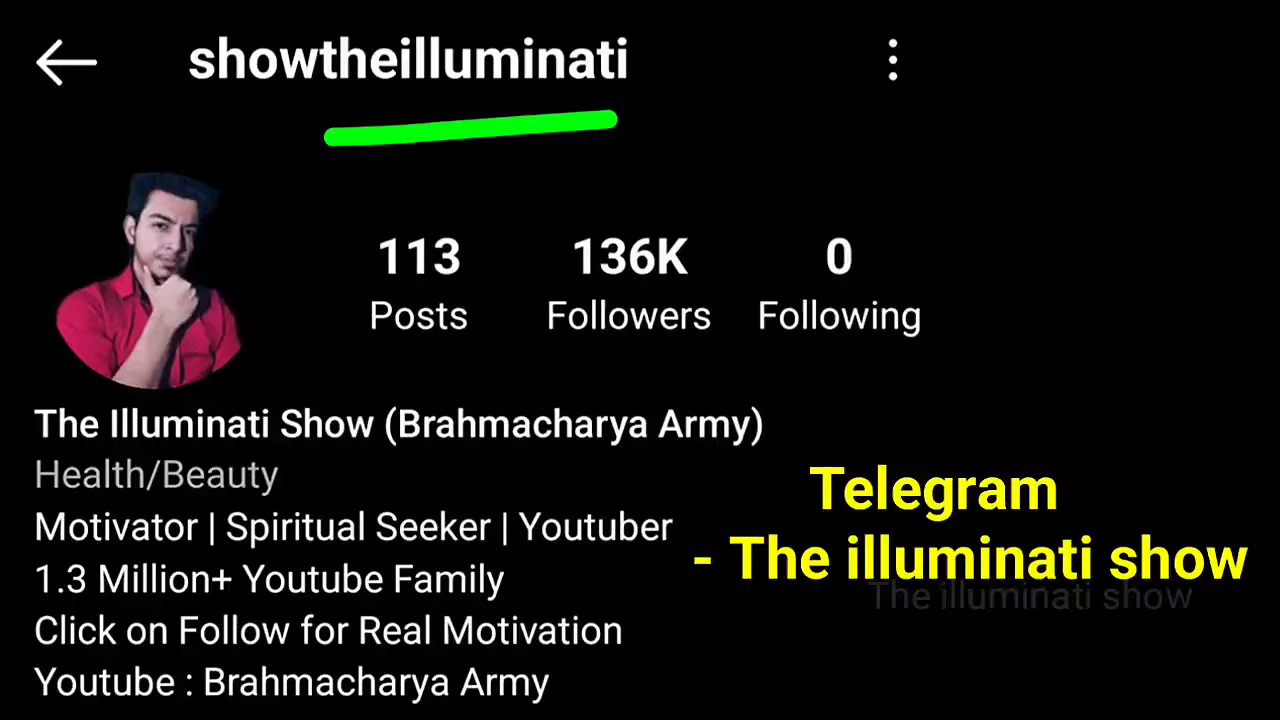 showtheilluminati
113
136K
0
Posts
Followers
Following
The Illuminati Show (Brahmacharya Army)
Health/Beauty
Motivator | Spiritual Seeker | Youtuber
1.3 Million+ Youtube Family
Click on Follow for Real Motivation
Youtube : Brahmacharya Army
Telegram
- The illuminati show
The illuminati show